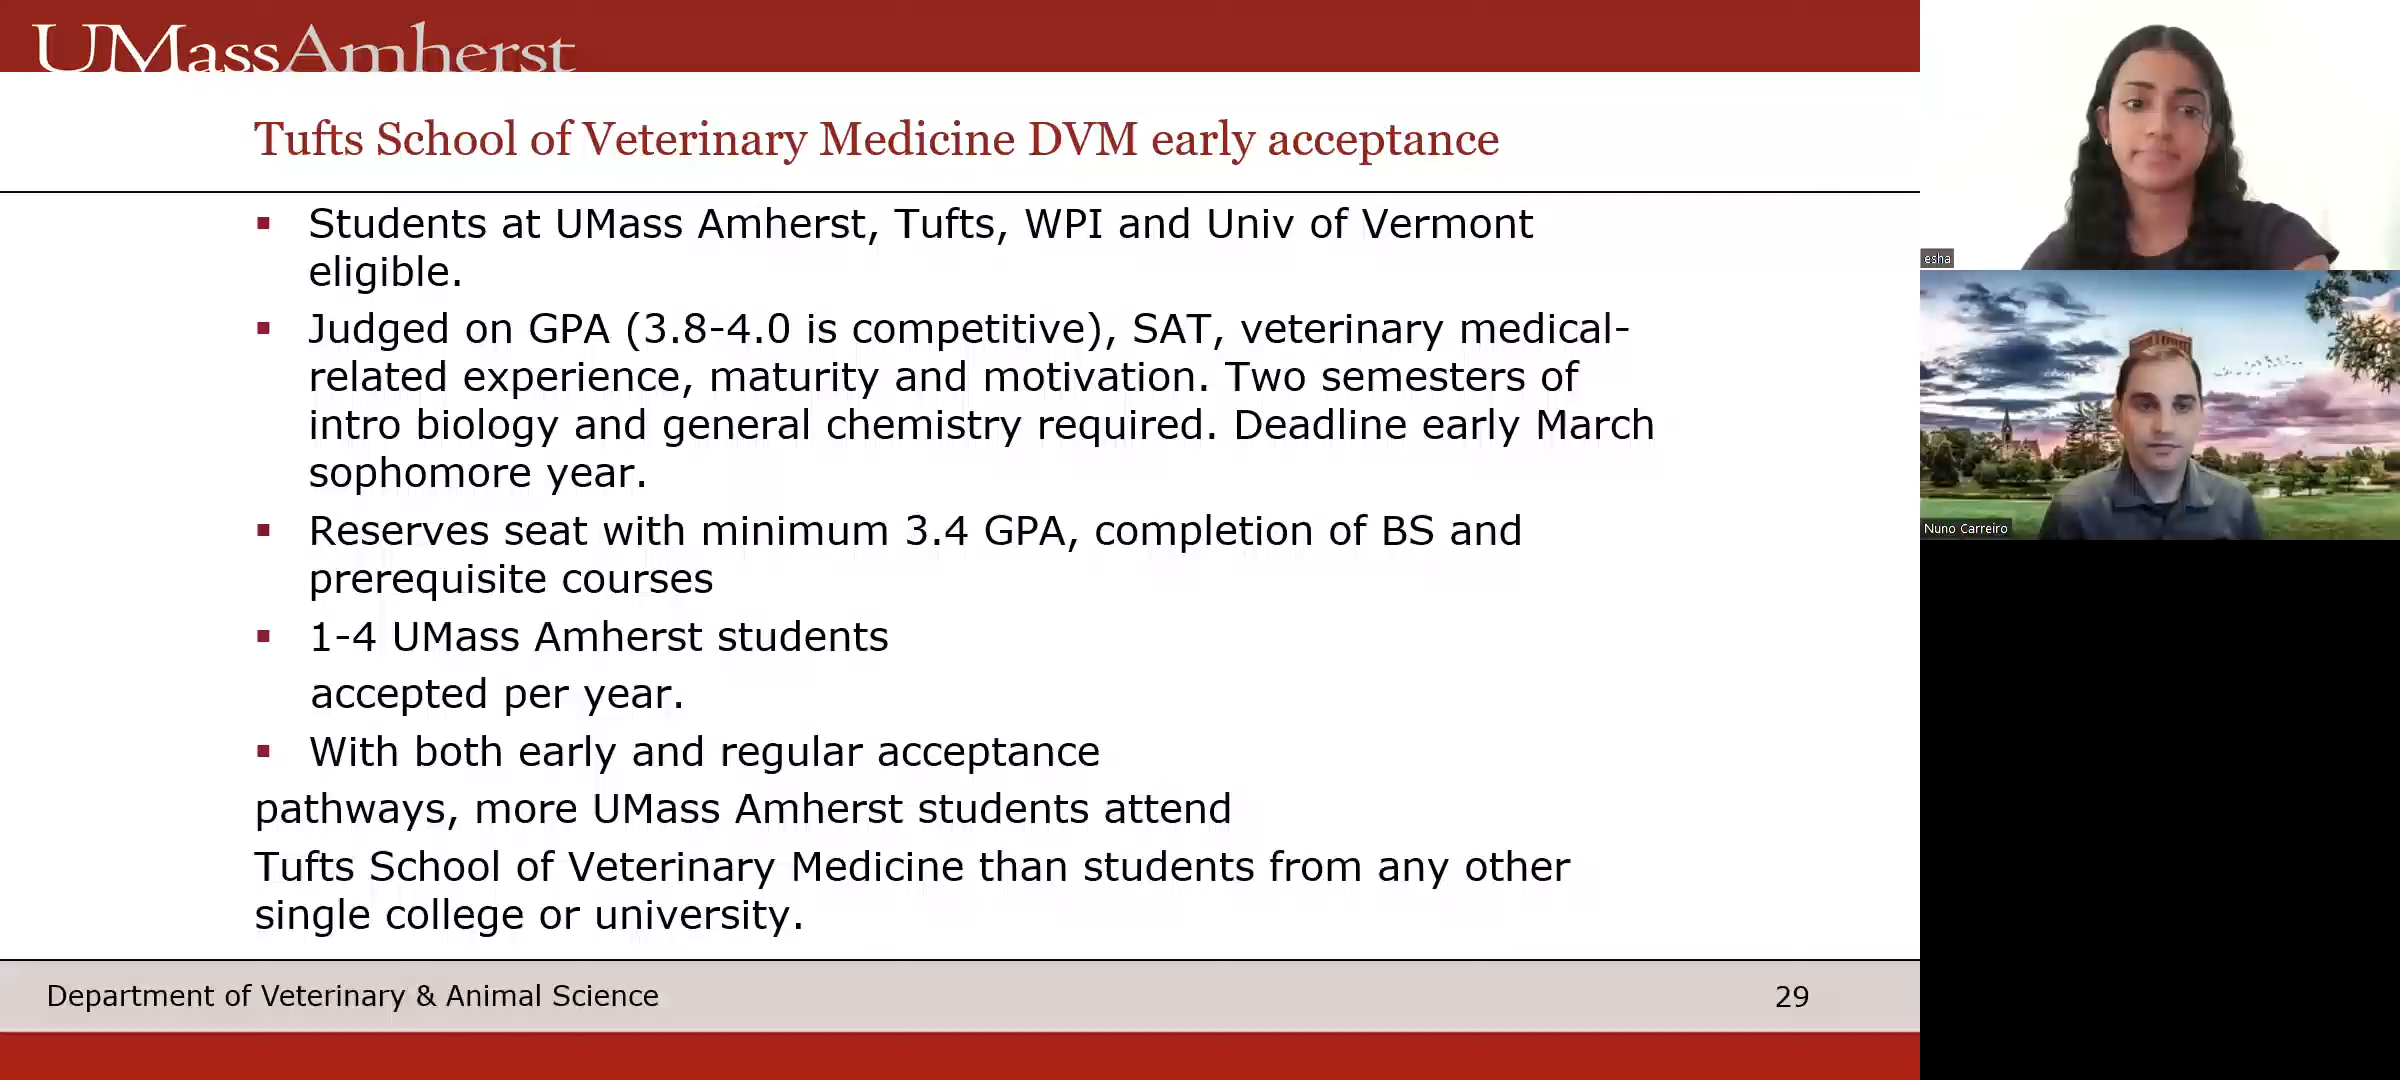 UMassAmherst
Tufts School of Veterinary Medicine DVM early acceptance
▪ Students at UMass Amherst, Tufts, WPI and Univ of Vermont
eligible.
▪ Judged on GPA (3.8-4.0 is competitive), SAT, veterinary medical-
related experience, maturity and motivation. Two semesters of
intro biology and general chemistry required. Deadline early March
sophomore year.
▪ Reserves seat with minimum 3.4 GPA, completion of BS and
prerequisite courses
▪ 1-4 UMass Amherst students
accepted per year.
▪ With both early and regular acceptance
pathways, more UMass Amherst students attend
Tufts School of Veterinary Medicine than students from any other
single college or university.
Department of Veterinary & Animal Science
29
esha
Nuno Carreiro